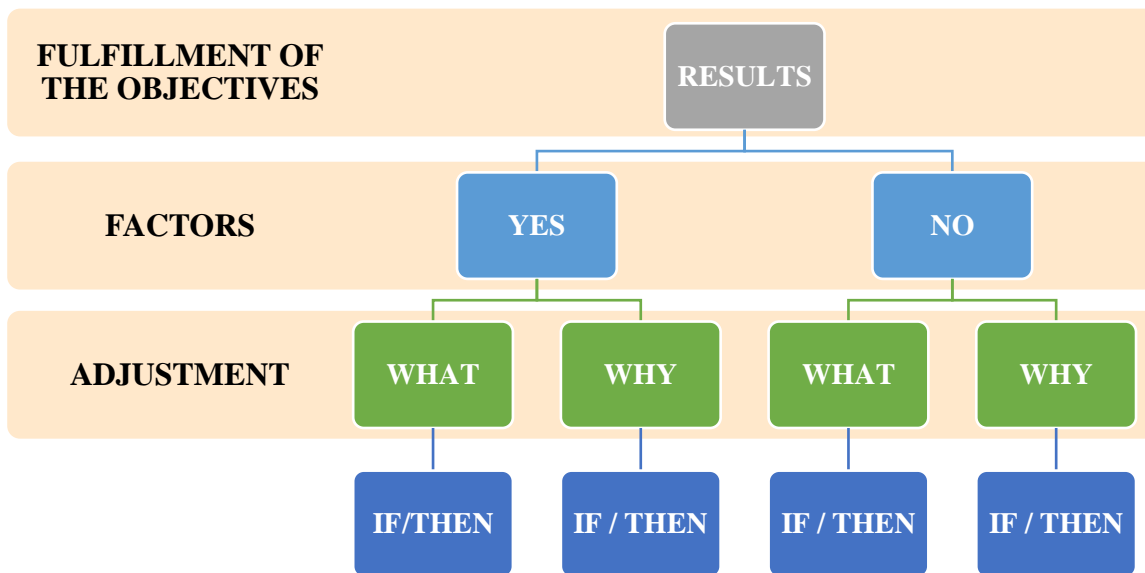 FULFILLMENT OF
THE OBJECTIVES
RESULTS
FACTORS
YES
NO
ADJUSTMENT
WHAT
WHY
WHAT
WHY
IF/THEN
IF / THEN
IF / THEN
IF / THEN